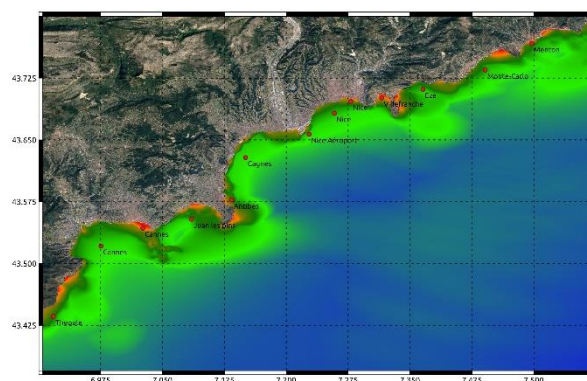 Menton
43.725
Monte-Carlo
Eze
Villefranche
Nice
Nice
43.650
Nice Aéroport
Cagnes
43.575
Antibes
Juan les pins
Cannes
Cannes
43.500
43.425
Théoule
6.975
7.050
7.125
7.200
7.275
7.350
7.425
7.500